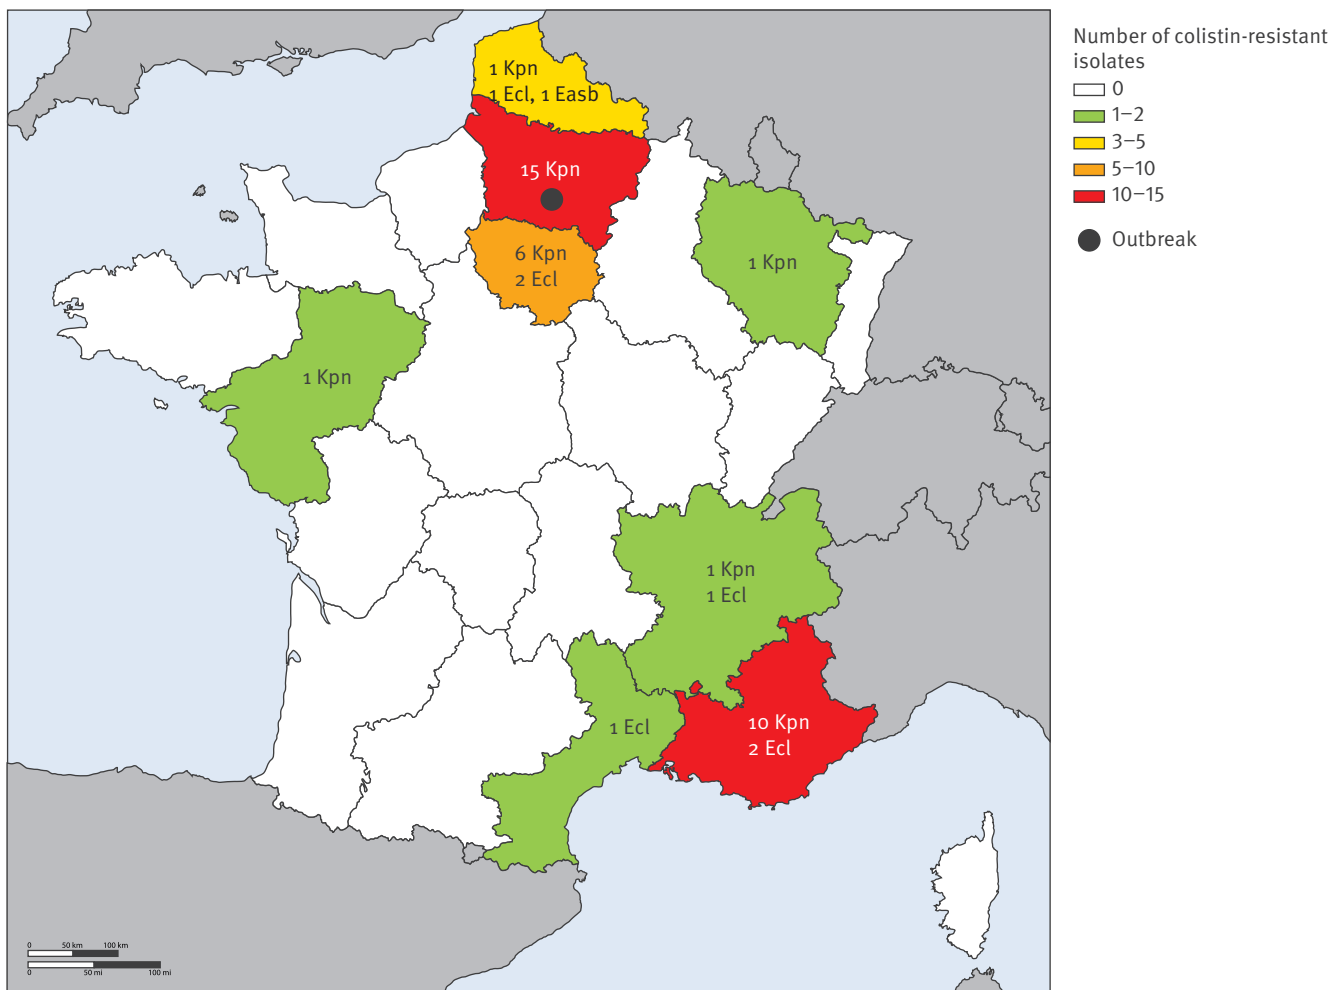 Number of colistin-resistant
isolates
0
1–2
3–5
5–10
10–15
Outbreak
1 Kpn
1 Ecl, 1 Easb
15 Kpn
6 Kpn
2 Ecl
1 Kpn
1 Kpn
1 Kpn
1 Ecl
1 Ecl
10 Kpn
2 Ecl
0 50 km 100 km
0 50 mi 100 mi